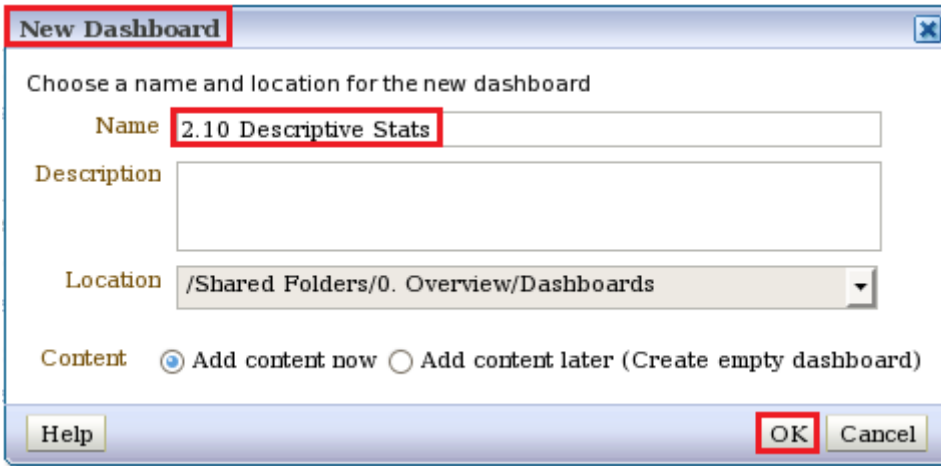 New Dashboard
Choose a name and location for the new dashboard
Name 2.10 Descriptive Stats
Description
Location /Shared Folders/0. Overview/Dashboards
Content Add content now Add content later (Create empty dashboard)
Help OK Cancel